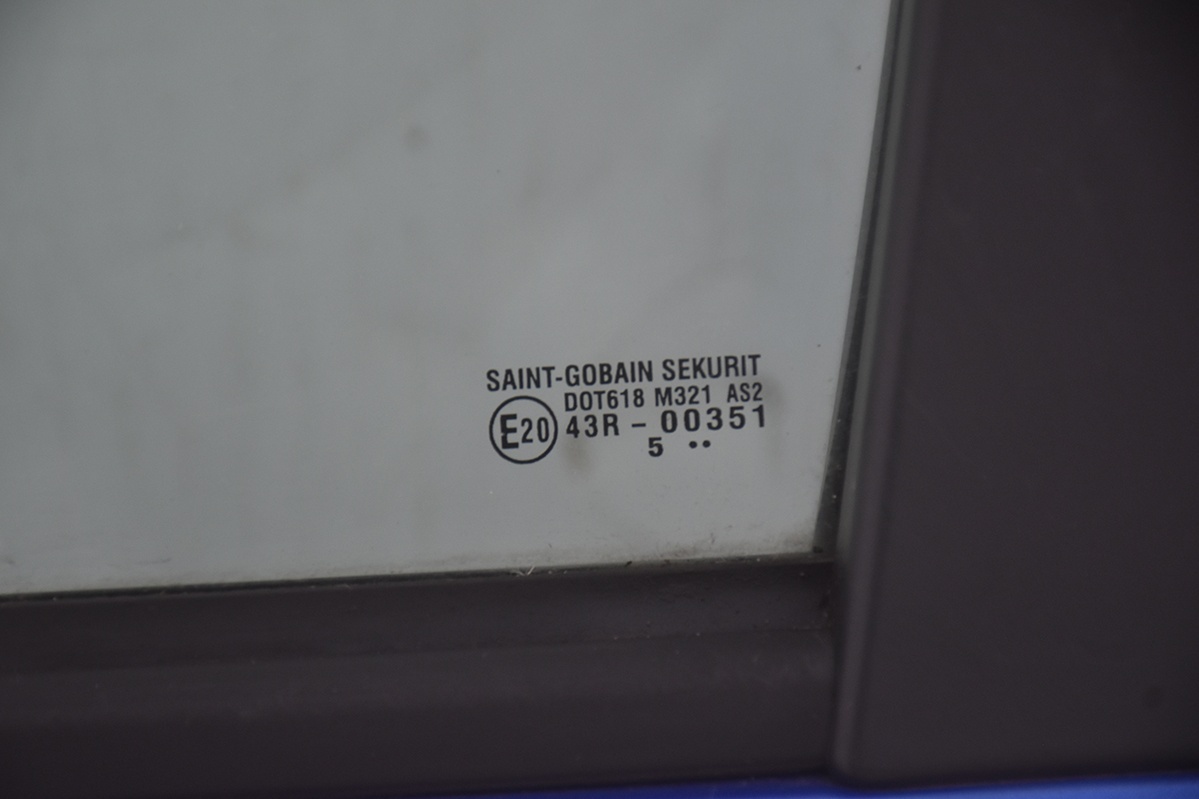 SAINT-GOBAIN SEKURIT
DOT618 M321 AS2
E20 43R - 00351
5 ••